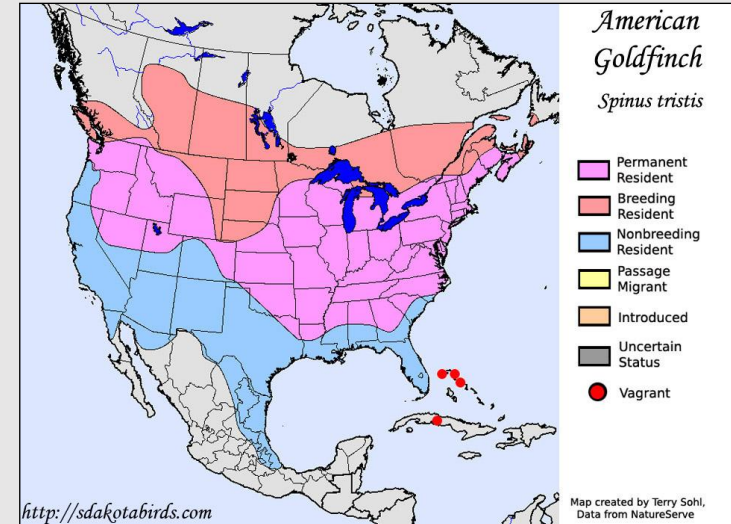 American
Goldfinch
Spinus tristis
Permanent
Resident
Breeding
Resident
Nonbreeding
Resident
Passage
Migrant
Introduced
Uncertain
Status
Vagrant
http://sdakotabirds.com
Map created by Terry Sohl,
Data from NatureServe